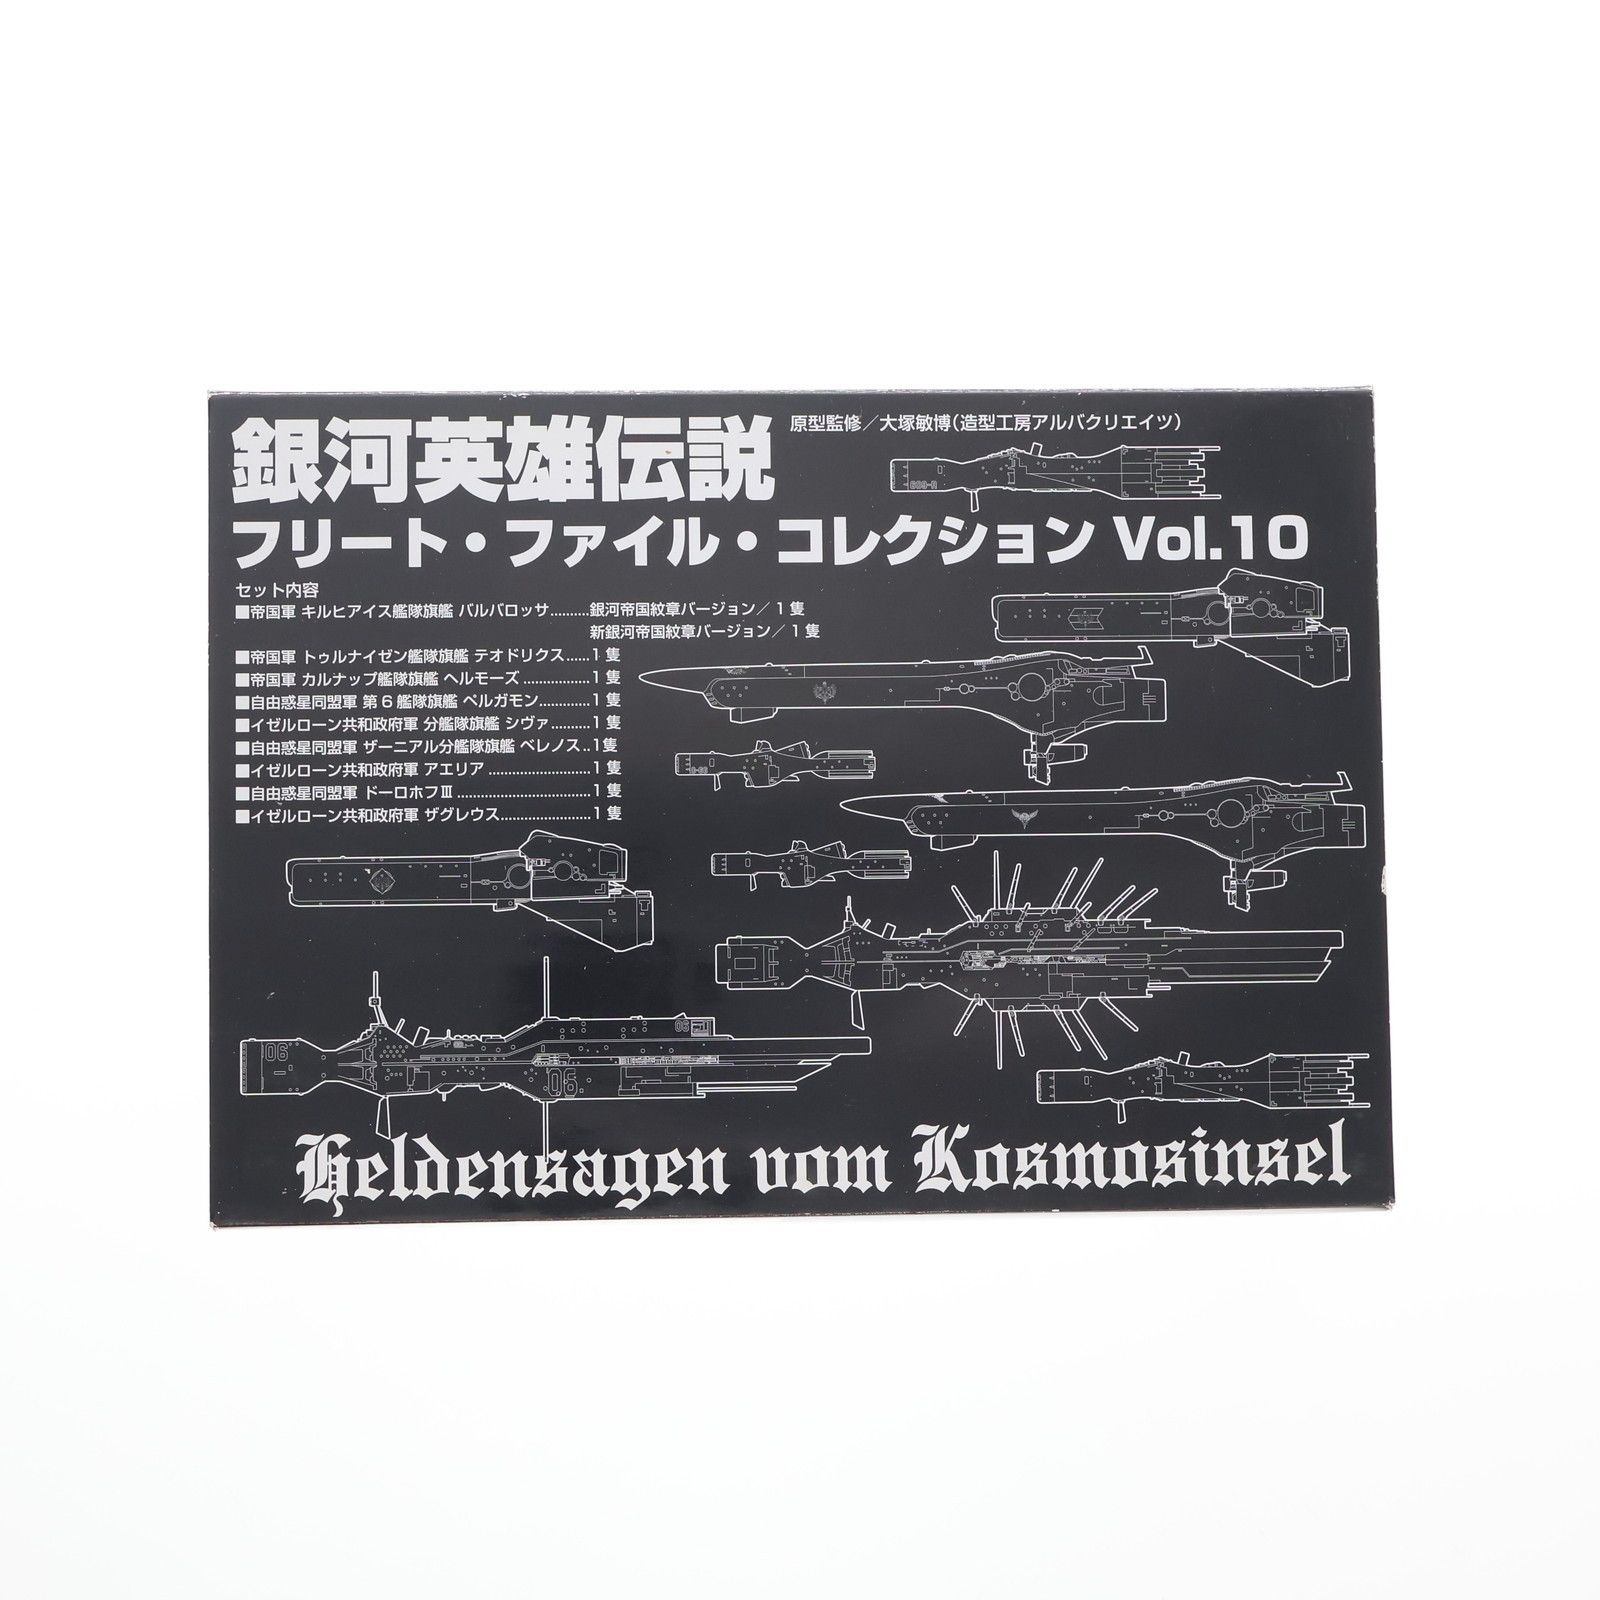 銀河英雄伝説
原型監修／大塚敏博（造型工房アルバクリエイツ）
フリート・ファイル・コレクション Vol.10
セット内容
■帝国軍 キルヒアイス艦隊旗艦 バルバロッサ.........銀河帝国紋章バージョン／1隻
新銀河帝国紋章バージョン／1隻
■帝国軍 トゥルナイゼン艦隊旗艦 テオドリクス......1隻
■帝国軍 カルナップ艦隊旗艦 ヘルモーズ................1隻
■自由惑星同盟軍 第6艦隊旗艦 ペルガモン............1隻
■イゼルローン共和政府軍 分艦隊旗艦 シヴァ.........1隻
■自由惑星同盟軍 ザーニアル分艦隊旗艦 ベレノス..1隻
■イゼルローン共和政府軍 アエリア........................1隻
■自由惑星同盟軍 ドーロホフⅢ................................1隻
■イゼルローン共和政府軍 ザグレウス.....................1隻
609-R
06
06
06
Heldensagen vom Kosmosinsel